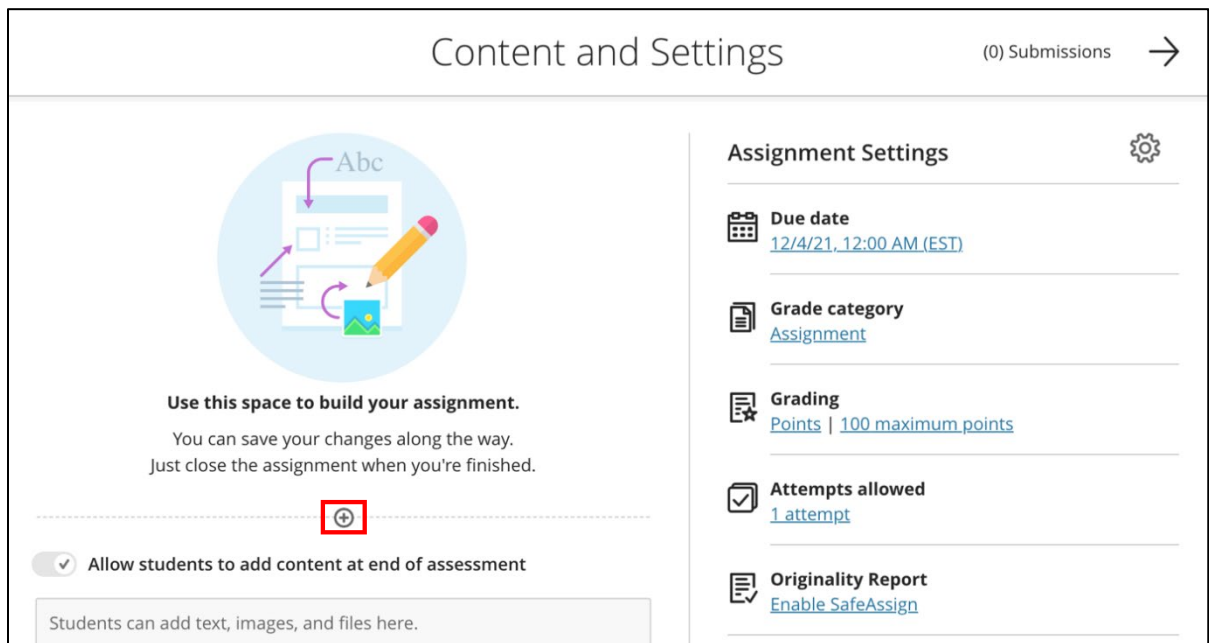 Content and Settings
(0) Submissions
Abc
Use this space to build your assignment.
You can save your changes along the way.
Just close the assignment when you're finished.
Allow students to add content at end of assessment
Students can add text, images, and files here.
Assignment Settings
Due date
12/4/21, 12:00 AM (EST)
Grade category
Assignment
Grading
Points | 100 maximum points
Attempts allowed
1 attempt
Originality Report
Enable SafeAssign